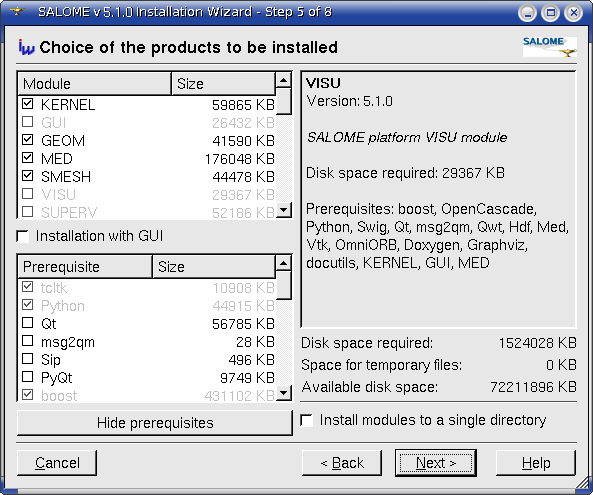 SALOME v 5.1.0 Installation Wizard - Step 5 of 8
Choice of the products to be installed
SALOME
Module Size
KERNEL 59865 KB
GUI 26432 KB
GEOM 41590 KB
MED 176048 KB
SMESH 44478 KB
VISU 29367 KB
SUPERV 52186 KB
Installation with GUI
Prerequisite Size
tcltk 10908 KB
Python 44915 KB
Qt 56785 KB
msg2qm 28 KB
Sip 496 KB
PyQt 9749 KB
boost 431102 KB
Hide prerequisites
VISU
Version: 5.1.0
SALOME platform VISU module
Disk space required: 29367 KB
Prerequisites: boost, OpenCascade,
Python, Swig, Qt, msg2qm, Qwt, Hdf, Med,
Vtk, OmniORB, Doxygen, Graphviz,
docutils, KERNEL, GUI, MED
Disk space required: 1524028 KB
Space for temporary files: 0 KB
Available disk space: 72211896 KB
Install modules to a single directory
Cancel
< Back
Next >
Help